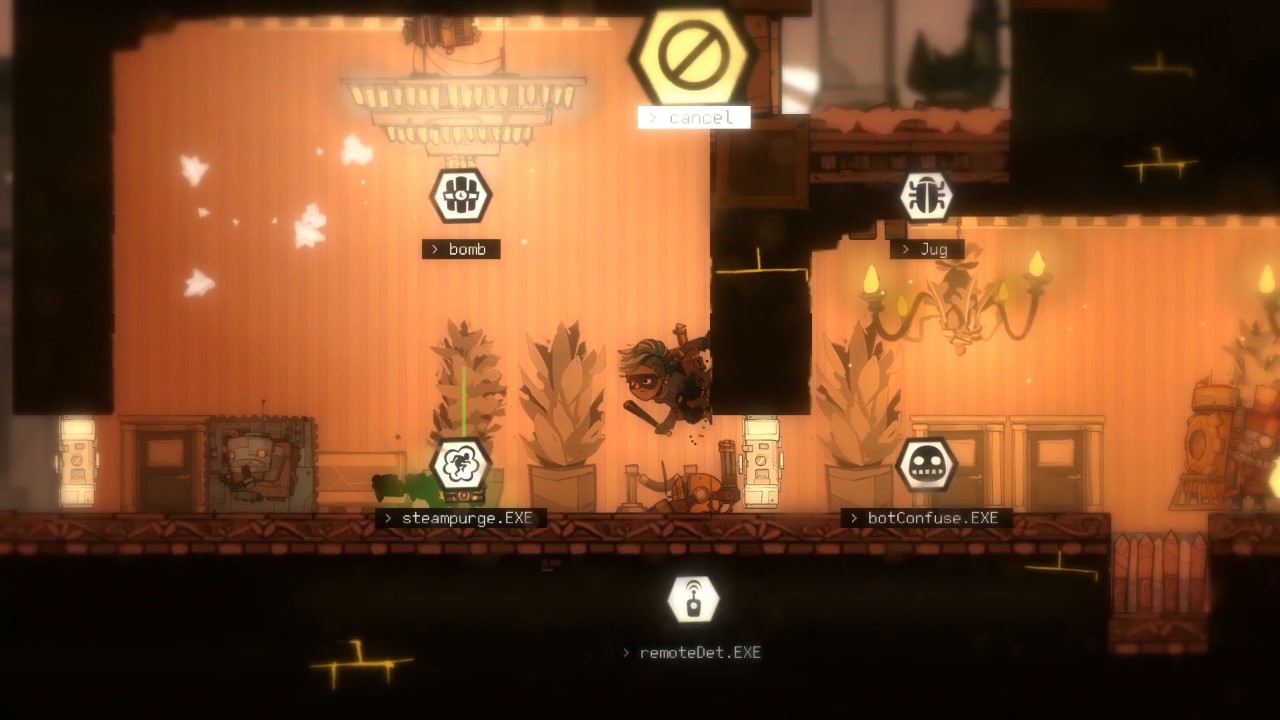 > cancel
> bomb
> Jug
> steampurge.EXE
> botConfuse.EXE
> remoteDet.EXE